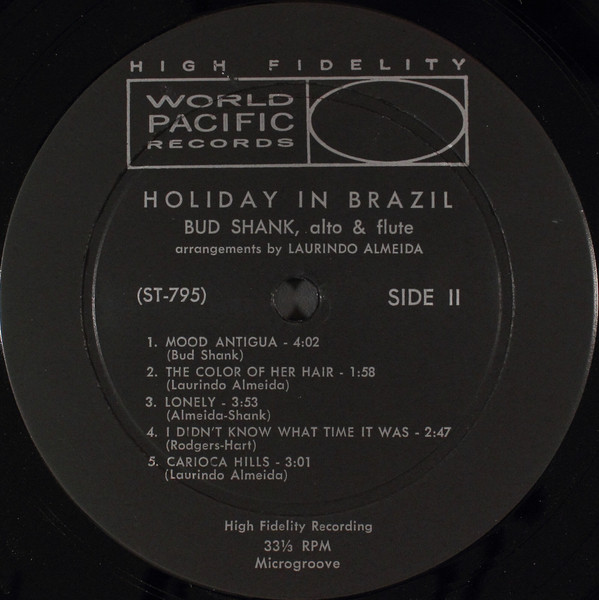 HIGH FIDELITY
WORLD
PACIFIC
RECORDS
HOLIDAY IN BRAZIL
BUD SHANK, alto & flute
arrangements by LAURINDO ALMEIDA
(ST-795) SIDE II
1. MOOD ANTIGUA - 4:02
(Bud Shank)
2. THE COLOR OF HER HAIR - 1:58
(Laurindo Almeida)
3. LONELY - 3:53
(Almeida-Shank)
4. I DIDN'T KNOW WHAT TIME IT WAS - 2:47
(Rodgers-Hart)
5. CARIOCA HILLS - 3:01
(Laurindo Almeida)
High Fidelity Recording
33⅓ RPM
Microgroove